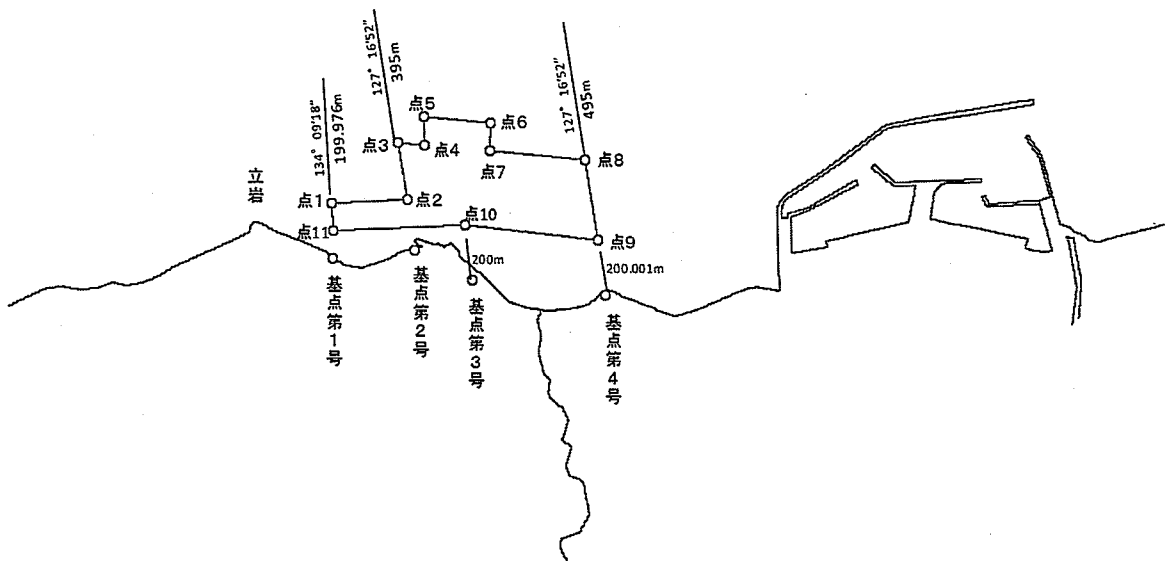 127° 16′52″
395m
127° 16′52″
495m
134° 09′18″
199.976m
点5
点6
点3
点4
点7
点8
立岩
点1
点2
点10
点11
点9
200m
200.001m
基点第1号
基点第2号
基点第3号
基点第4号